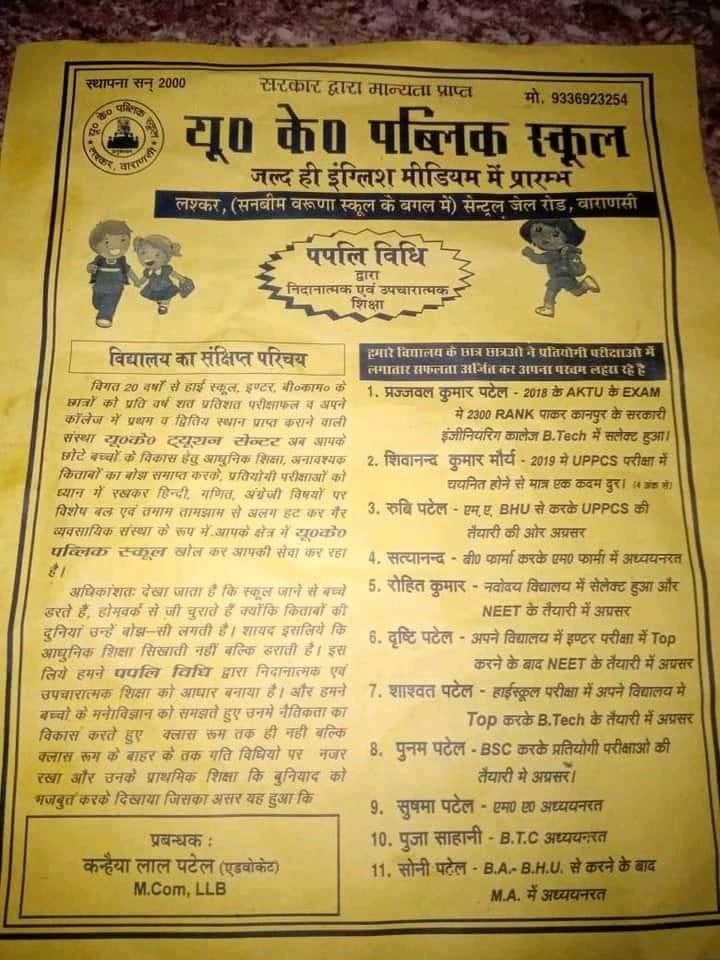 स्थापना सन् 2000
सरकार द्वारा मान्यता प्राप्त
मो. 9336923254
यू० के० पब्लिक स्कूल
लश्कर, वाराणसी
यू० के० पब्लिक स्कूल
जल्द ही इंग्लिश मीडियम में प्रारम्भ
लश्कर, (सनबीम वरूणा स्कूल के बगल में) सेन्ट्रल जेल रोड, वाराणसी
पपलि विधि
द्वारा
निदानात्मक एवं उपचारात्मक
शिक्षा
विद्यालय का संक्षिप्त परिचय
विगत 20 वर्षों से हाई स्कूल, इण्टर, बी०काम० के
छात्रों को प्रति वर्ष शत प्रतिशत परीक्षाफल व अपने
कॉलेज में प्रथम व द्वितिय स्थान प्राप्त कराने वाली
संस्था यू०के० ट्यूशन सेन्टर अब आपके
छोटे बच्चों के विकास हेतु आधुनिक शिक्षा, अनावश्यक
किताबों का बोझ समाप्त करके, प्रतियोगी परीक्षाओं को
ध्यान में रखकर हिन्दी, गणित, अंग्रेजी विषयों पर
विशेष बल एवं तमाम तामझाम से अलग हट कर गैर
व्यवसायिक संस्था के रूप में आपके क्षेत्र में यू०के०
पब्लिक स्कूल खोल कर आपकी सेवा कर रहा
है।
अधिकांशतः देखा जाता है कि स्कूल जाने से बच्चे
डरते हैं, होमवर्क से जी चुराते हैं क्योंकि किताबों की
दुनियां उन्हें बोझ–सी लगती है। शायद इसलिये कि
आधुनिक शिक्षा सिखाती नहीं बल्कि डराती है। इस
लिये हमने पपलि विधि द्वारा निदानात्मक एवं
उपचारात्मक शिक्षा को आधार बनाया है। और हमने
बच्चो के मनोविज्ञान को समझते हुए उनमे नैतिकता का
विकास करते हुए क्लास रूम तक ही नही बल्कि
क्लास रूम के बाहर के तक गति विधियो पर नजर
रखा और उनके प्राथमिक शिक्षा कि बुनियाद को
मजबुत करके दिखाया जिसका असर यह हुआ कि
प्रबन्धक :
कन्हैया लाल पटेल (एडवोकेट)
M.Com, LLB
हमारे विद्यालय के छात्र छात्रओ ने प्रतियोगी परीक्षाओ में
लगातार सफलता अर्जित कर अपना परचम लहरा रहे है
1. प्रज्जवल कुमार पटेल - 2018 के AKTU के EXAM
मे 2300 RANK पाकर कानपुर के सरकारी
इंजीनियरिंग कालेज B.Tech में सलेक्ट हुआ।
2. शिवानन्द कुमार मौर्य - 2019 मे UPPCS परीक्षा में
चयनित होने से मात्र एक कदम दुर। (4 अंक से)
3. रुबि पटेल - एम.ए. BHU से करके UPPCS की
तैयारी की ओर अग्रसर
4. सत्यानन्द - बी० फार्मा करके एम० फार्मा में अध्ययनरत
5. रोहित कुमार - नवोदय विद्यालय में सेलेक्ट हुआ और
NEET के तैयारी में अग्रसर
6. दृष्टि पटेल - अपने विद्यालय में इण्टर परीक्षा में Top
करने के बाद NEET के तैयारी में अग्रसर
7. शाश्वत पटेल - हाईस्कूल परीक्षा में अपने विद्यालय मे
Top करके B.Tech के तैयारी में अग्रसर
8. पुनम पटेल - BSC करके प्रतियोगी परीक्षाओ की
तैयारी मे अग्रसर।
9. सुषमा पटेल - एम० ए० अध्ययनरत
10. पुजा साहानी - B.T.C अध्ययनरत
11. सोनी पटेल - B.A.- B.H.U. से करने के बाद
M.A. में अध्ययनरत